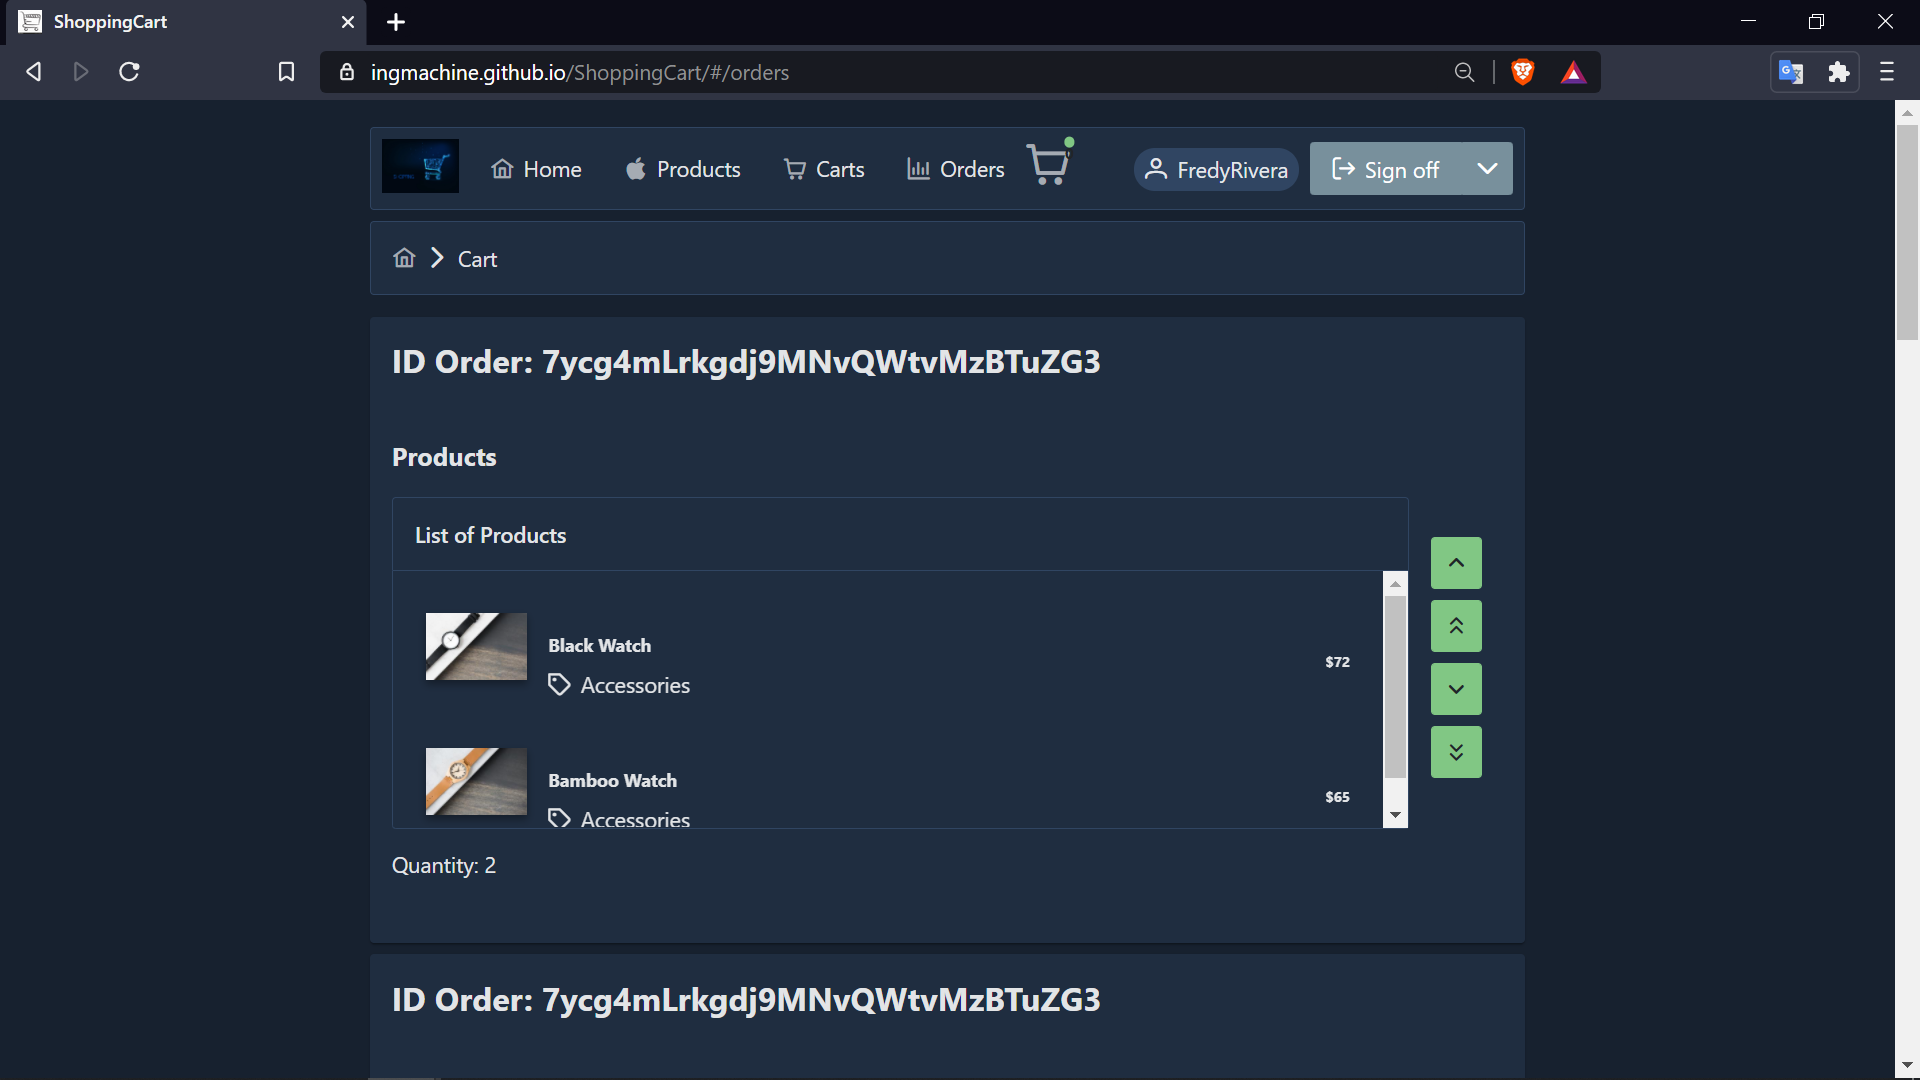 ShoppingCart
ingmachine.github.io/ShoppingCart/#/orders
Home
Products
Carts
Orders
FredyRivera
Sign off
Cart
ID Order: 7ycg4mLrkgdj9MNvQWtvMzBTuZG3
Products
List of Products
Black Watch
Accessories
$72
Bamboo Watch
Accessories
$65
Quantity: 2
ID Order: 7ycg4mLrkgdj9MNvQWtvMzBTuZG3